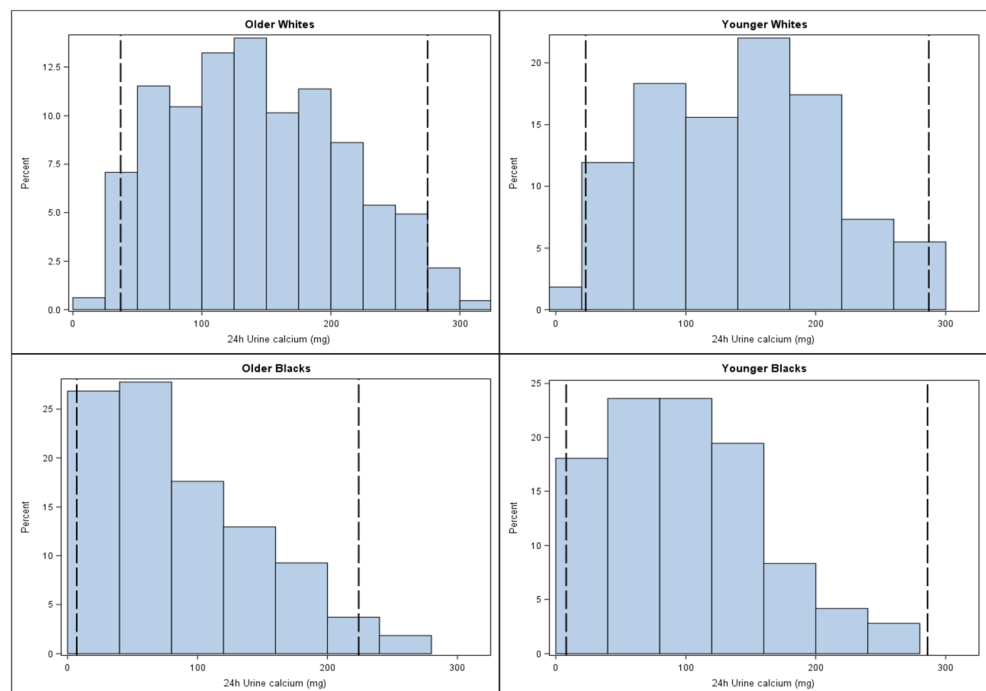 Older Whites
12.5
10.0
7.5
5.0
2.5
0.0
Percent
0 100 200 300
24h Urine calcium (mg)
Younger Whites
20
15
10
5
0
Percent
0 100 200 300
24h Urine calcium (mg)
Older Blacks
25
20
15
10
5
0
Percent
0 100 200 300
24h Urine calcium (mg)
Younger Blacks
25
20
15
10
5
0
Percent
0 100 200 300
24h Urine calcium (mg)